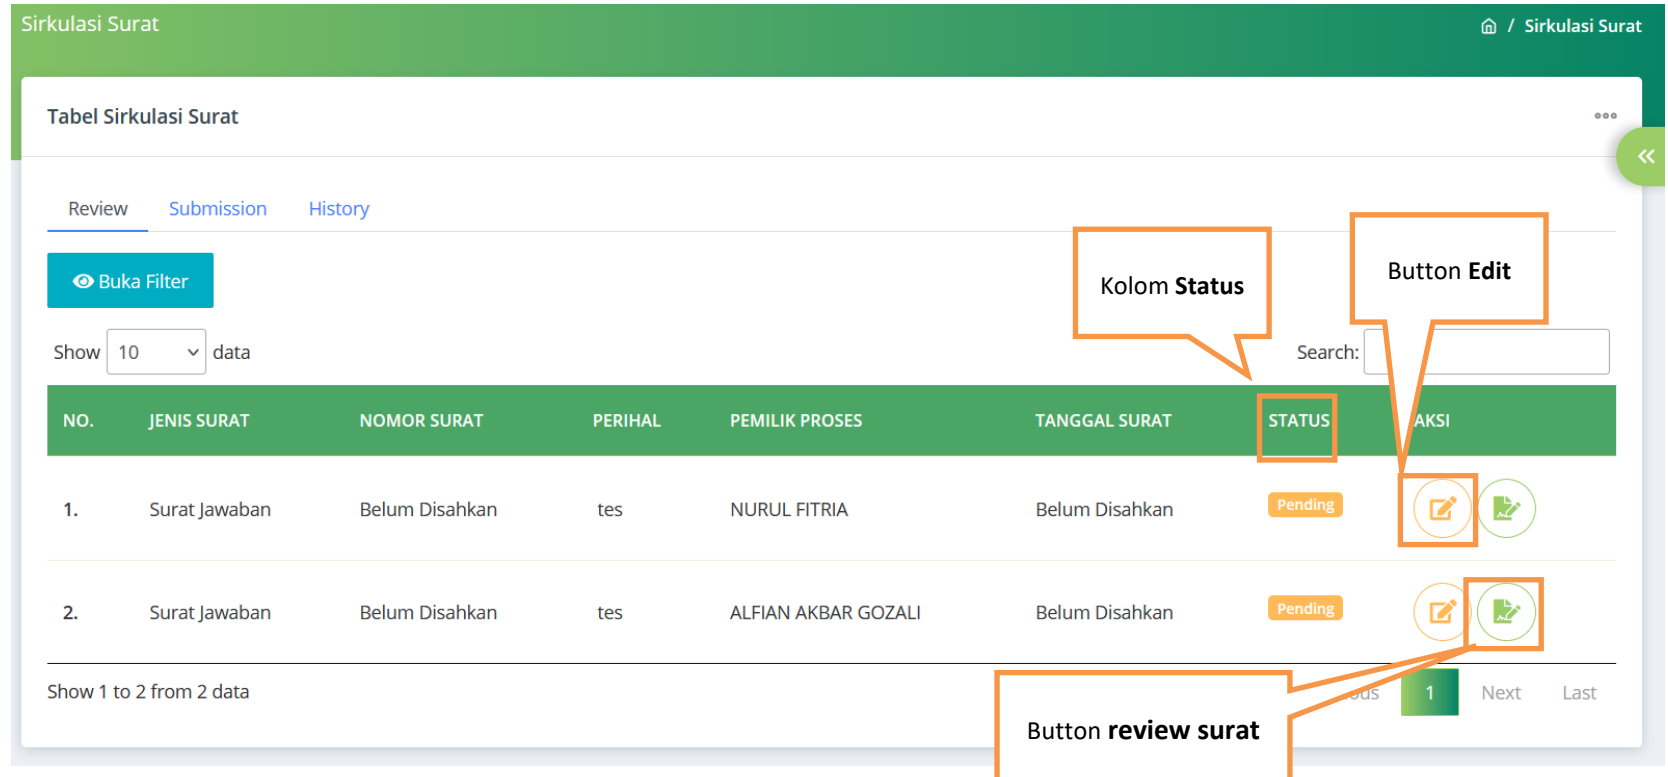 Sirkulasi Surat
/ Sirkulasi Surat
Tabel Sirkulasi Surat
Review Submission History
Kolom Status
Button Edit
Buka Filter
Show 10 data
Search:
NO. JENIS SURAT NOMOR SURAT PERIHAL PEMILIK PROSES TANGGAL SURAT STATUS AKSI
1. Surat Jawaban Belum Disahkan tes NURUL FITRIA Belum Disahkan Pending
2. Surat Jawaban Belum Disahkan tes ALFIAN AKBAR GOZALI Belum Disahkan Pending
Show 1 to 2 from 2 data
1 Next Last
Button review surat